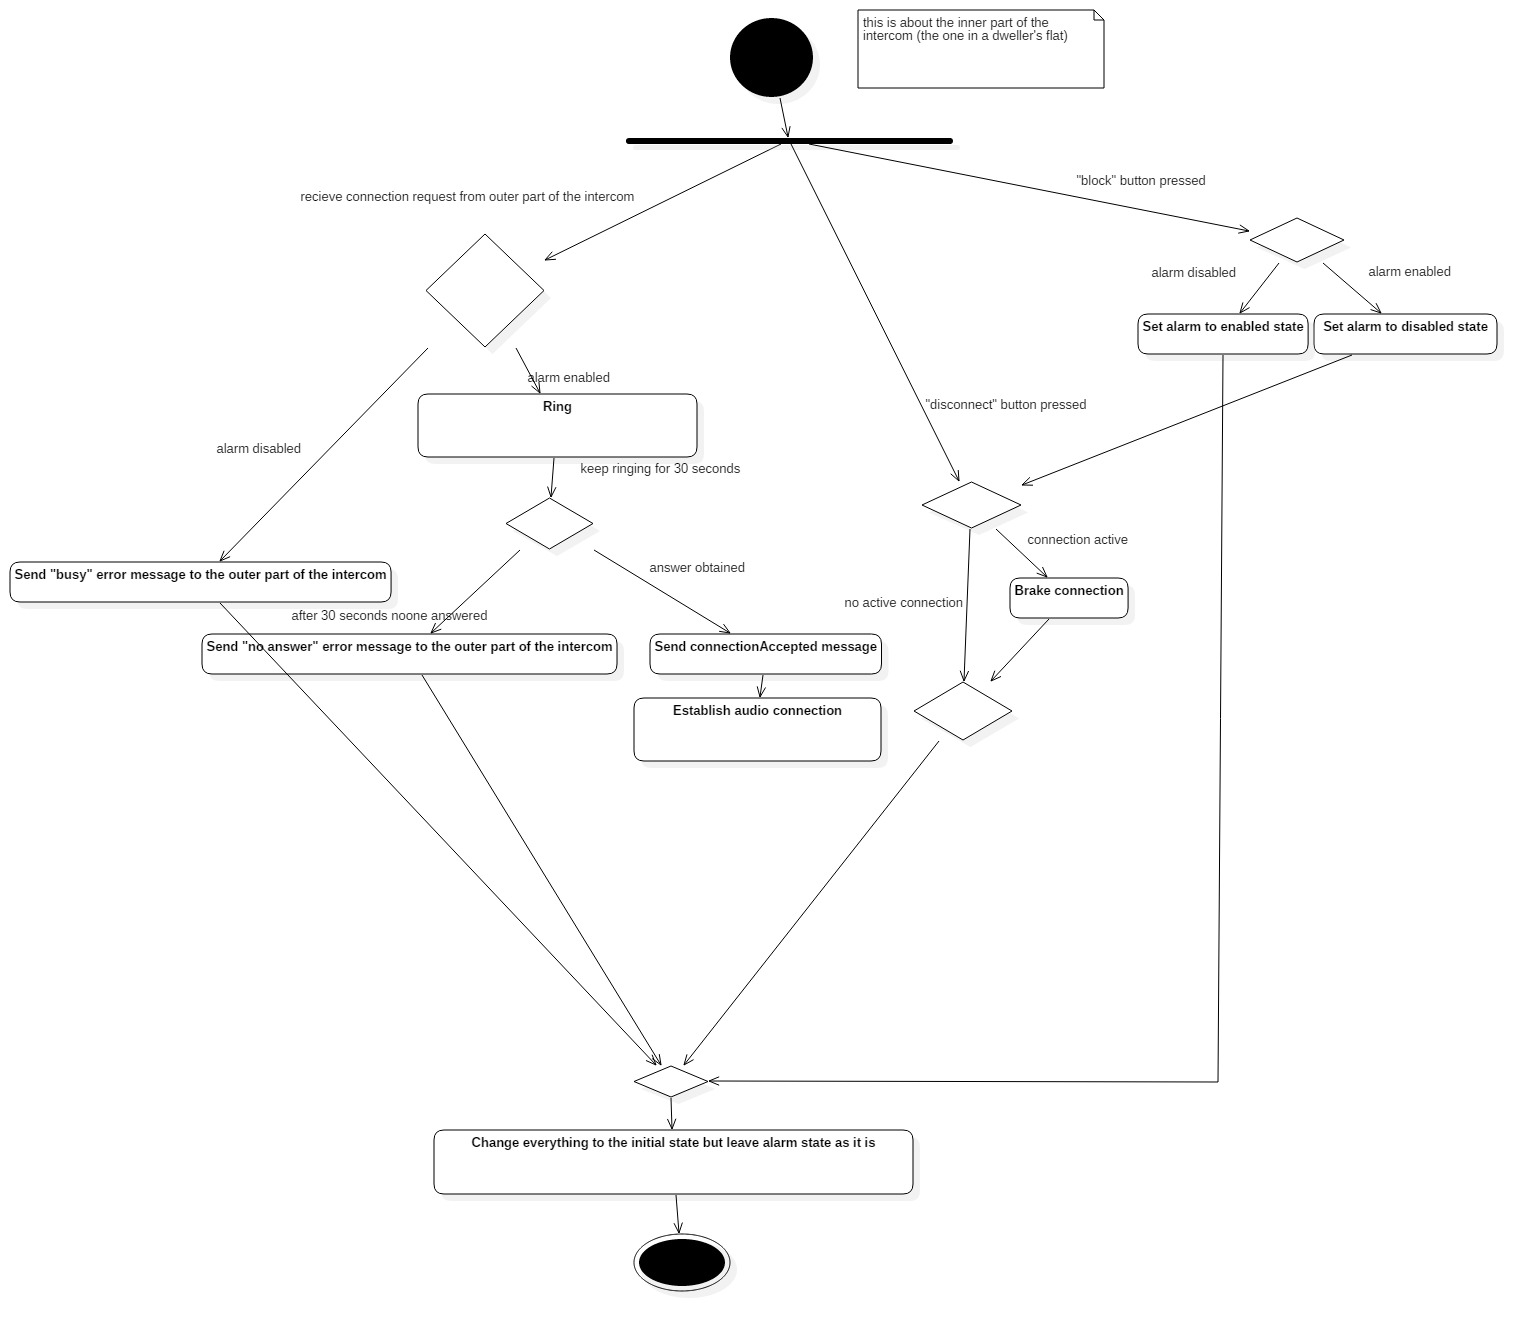 this is about the inner part of the
intercom (the one in a dweller's flat)
"block" button pressed
recieve connection request from outer part of the intercom
alarm disabled
alarm enabled
Set alarm to enabled state
Set alarm to disabled state
alarm enabled
Ring
"disconnect" button pressed
alarm disabled
keep ringing for 30 seconds
connection active
answer obtained
Send "busy" error message to the outer part of the intercom
Brake connection
no active connection
after 30 seconds noone answered
Send "no answer" error message to the outer part of the intercom
Send connectionAccepted message
Establish audio connection
Change everything to the initial state but leave alarm state as it is